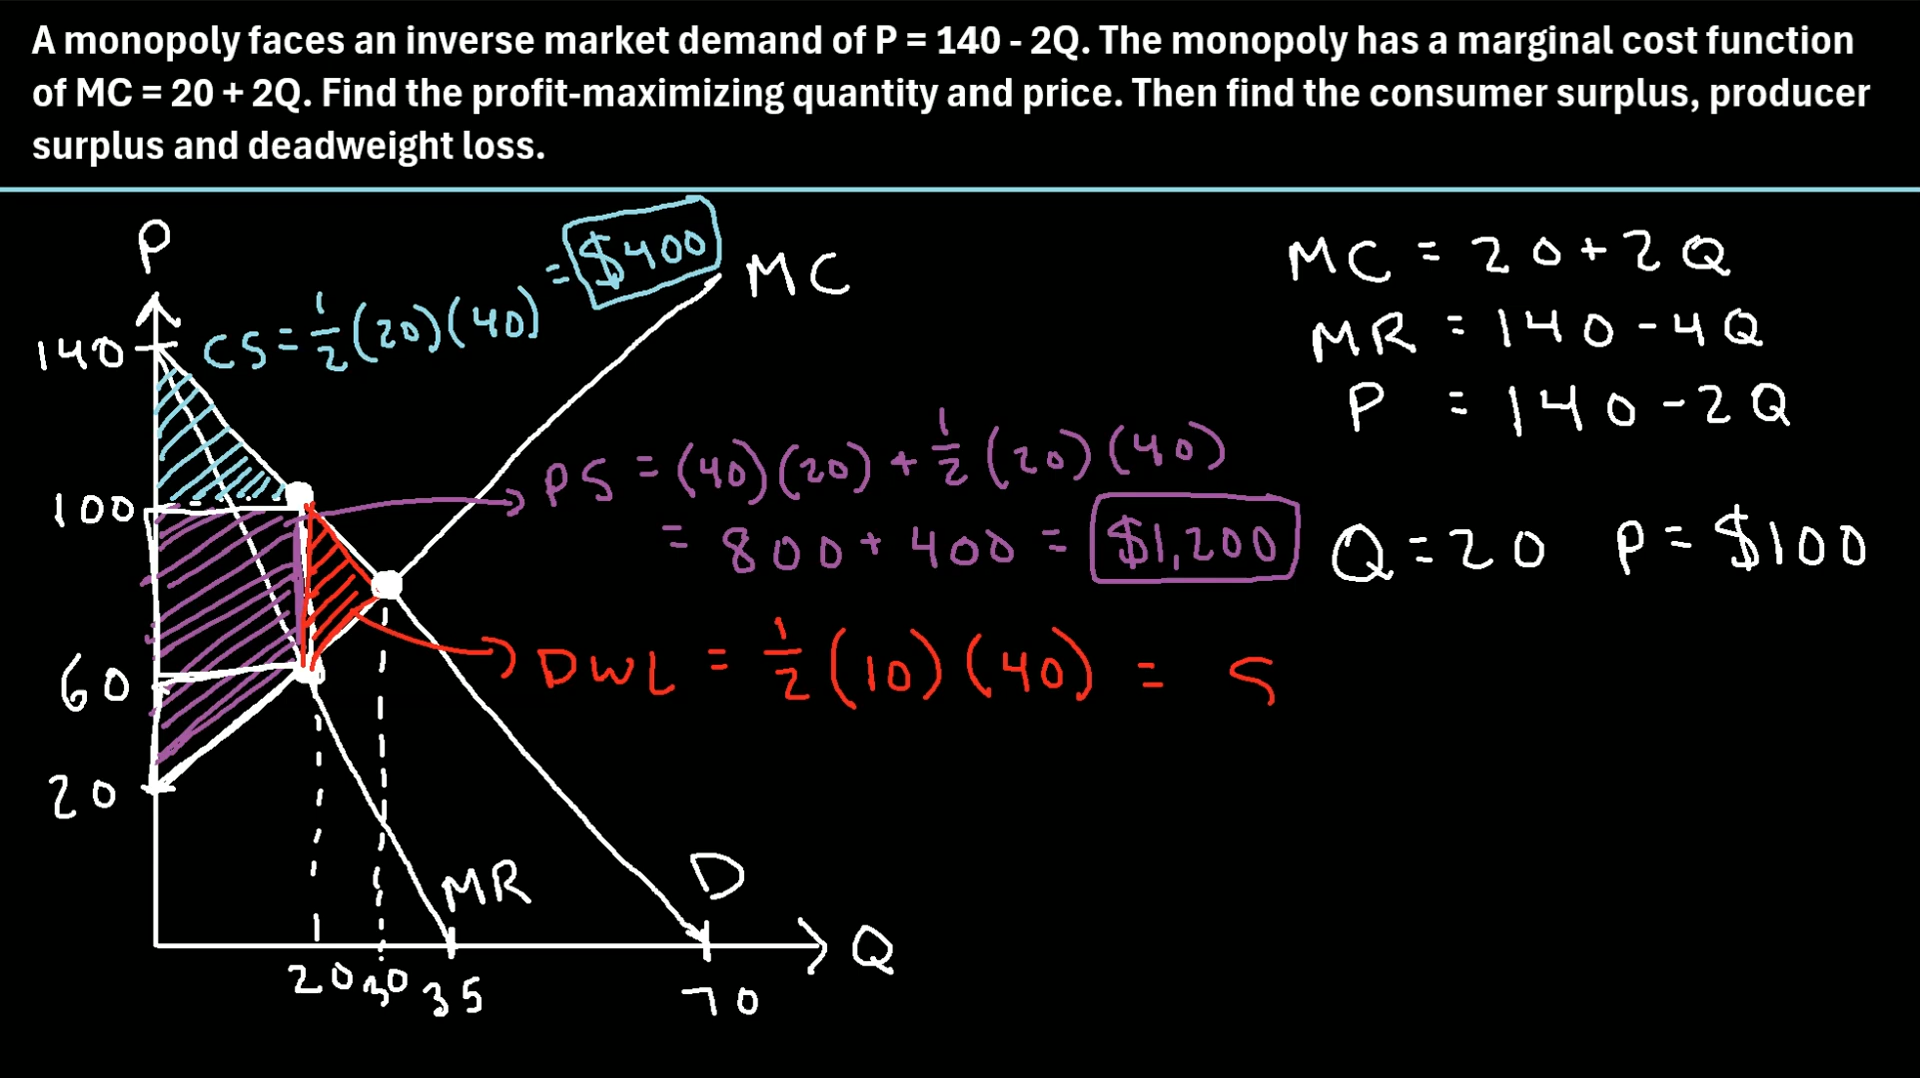 A monopoly faces an inverse market demand of P = 140 - 2Q. The monopoly has a marginal cost function
of MC = 20 + 2Q. Find the profit-maximizing quantity and price. Then find the consumer surplus, producer
surplus and deadweight loss.
P
140
CS = 1/2 (20)(40) = $400
MC
MC = 20 + 2Q
MR = 140 - 4Q
P = 140 - 2Q
100
PS = (40)(20) + 1/2 (20)(40)
= 800 + 400 = $1,200
Q = 20 P = $100
60
DWL = 1/2 (10)(40) =
20
MR
D
Q
20 30 35 70